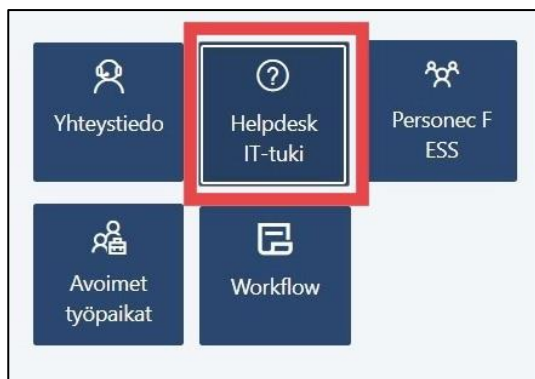 Yhteystiedo
Helpdesk
IT-tuki
Personec F
ESS
Avoimet
työpaikat
Workflow